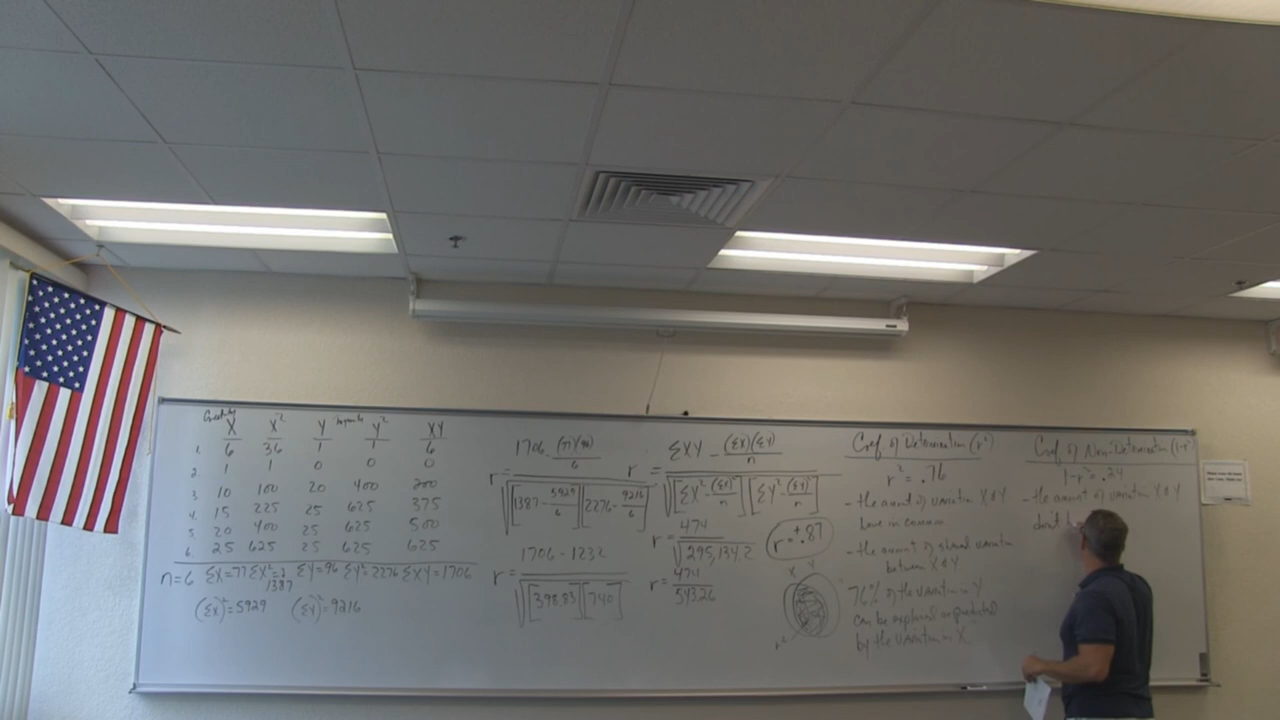 X X² Y Y² XY
1. 6 36 1 1 6
2. 1 1 0 0 0
3. 10 100 20 400 200
4. 15 225 25 625 375
5. 20 400 25 625 500
6. 25 625 25 625 625
n=6 ΣX=77 ΣX²=1387 ΣY=96 ΣY²=2276 ΣXY=1706
(ΣX)²=5929 (ΣY)²=9216
r = 1706 - (77)(96)/6
√[1387 - 5929/6][2276 - 9216/6]
r = 1706 - 1232
√[398.83][740]
r = ΣXY - (ΣX)(ΣY)/n
√[ΣX² - (ΣX)²/n][ΣY² - (ΣY)²/n]
r = 474
√295,134.2
r = 474
543.26
r = +.87
X Y
r²
Coef. of Determination (r²)
r² = .76
- the amount of variation X & Y
have in common
- the amount of shared variation
between X & Y
76% of the variation in Y
can be explained or predicted
by the variation in X
Coef. of Non-Determination (1-r²)
1-r² = .24
- the amount of variation X & Y
don't